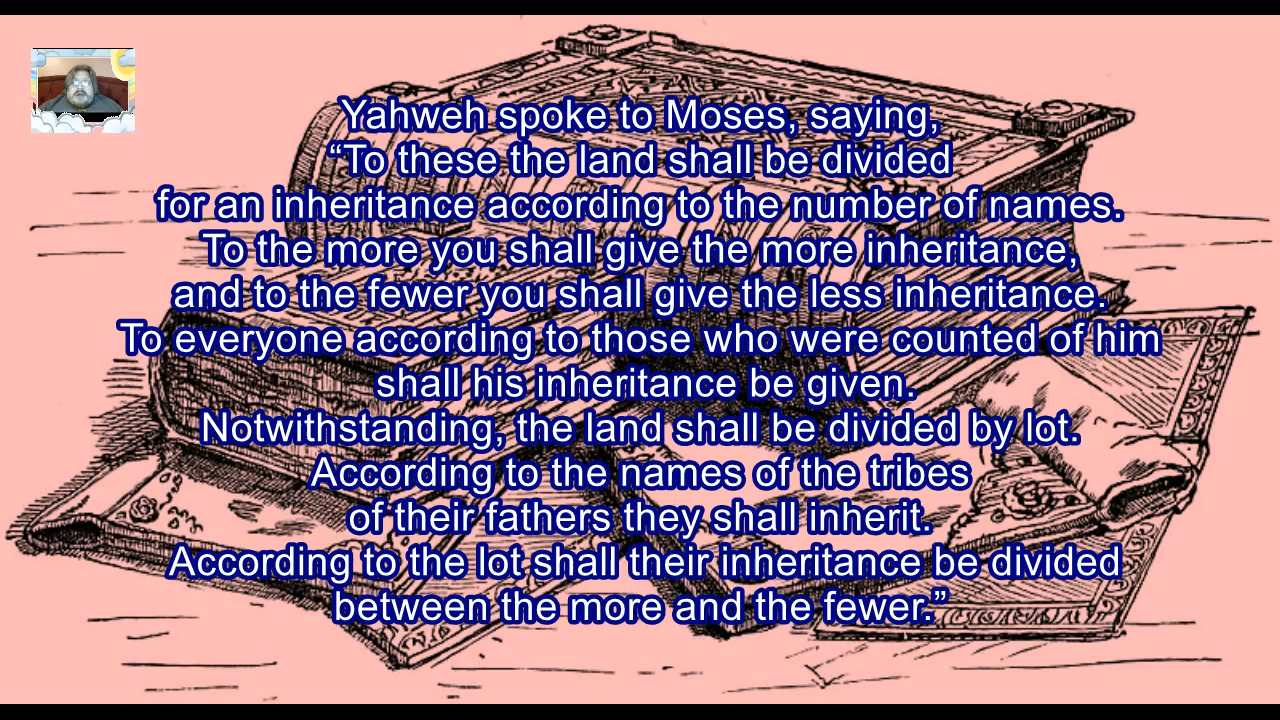 Yahweh spoke to Moses, saying,
“To these the land shall be divided
for an inheritance according to the number of names.
To the more you shall give the more inheritance,
and to the fewer you shall give the less inheritance.
To everyone according to those who were counted of him
shall his inheritance be given.
Notwithstanding, the land shall be divided by lot.
According to the names of the tribes
of their fathers they shall inherit.
According to the lot shall their inheritance be divided
between the more and the fewer.”